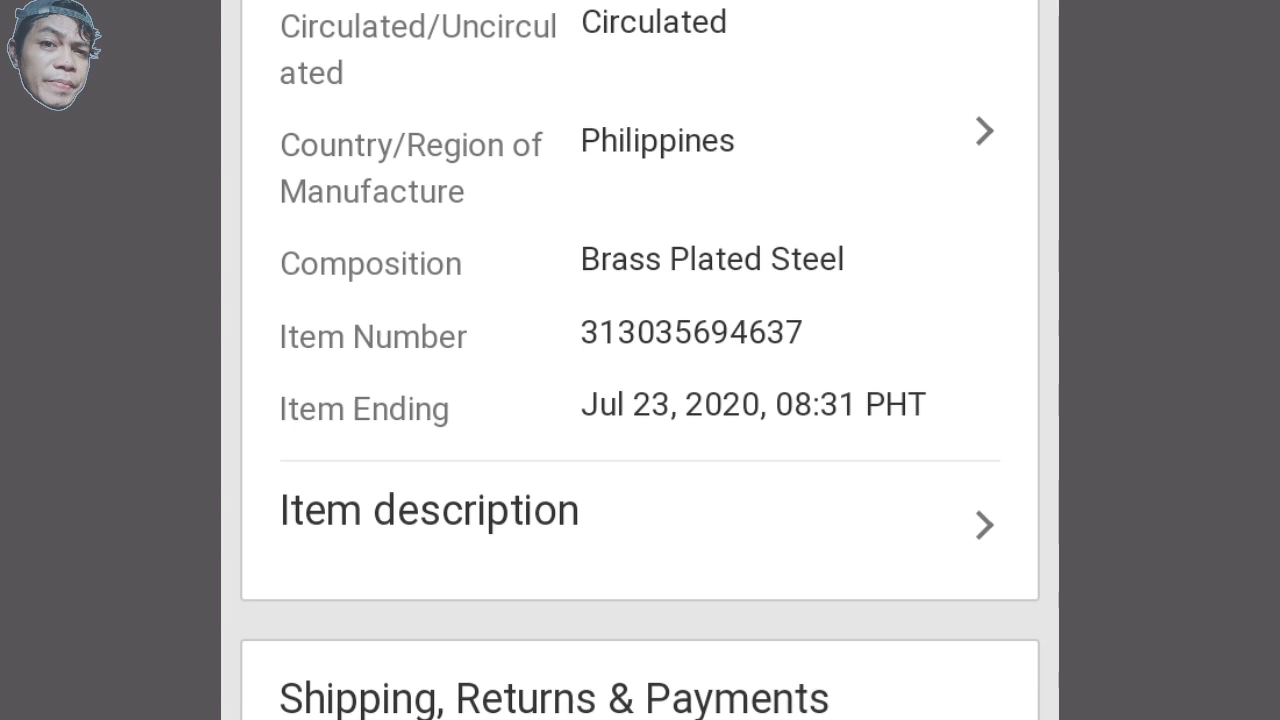 Circulated/Uncircul Circulated
ated
Country/Region of Philippines
Manufacture
Composition Brass Plated Steel
Item Number 313035694637
Item Ending Jul 23, 2020, 08:31 PHT
Item description
Shipping, Returns & Payments